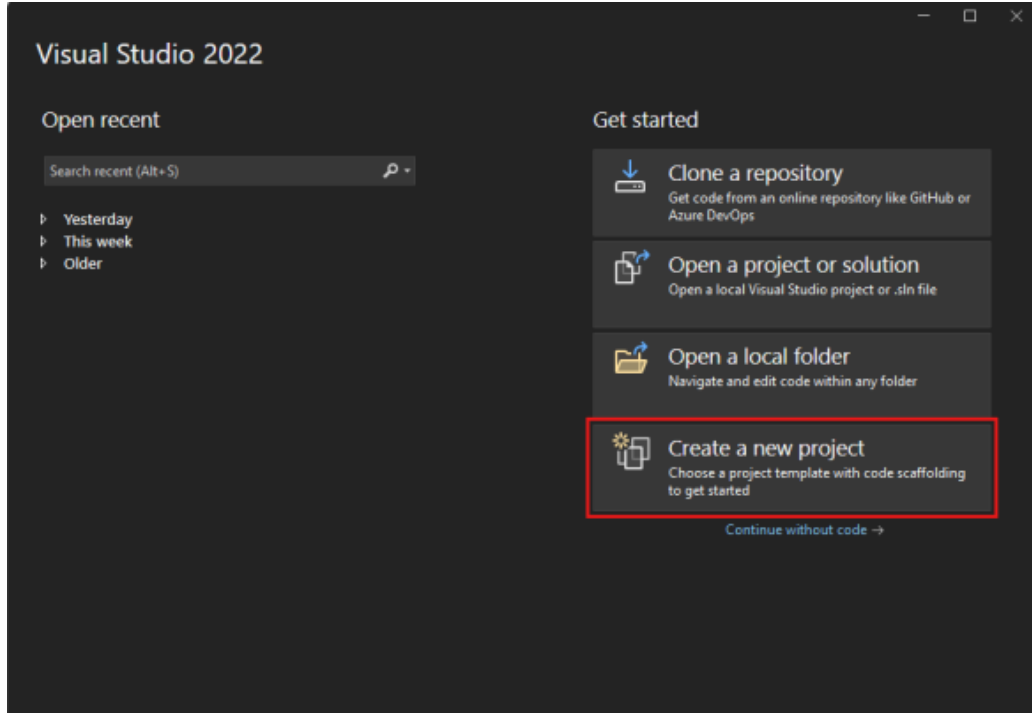 Visual Studio 2022
Open recent
Search recent (Alt+S)
Yesterday
This week
Older
Get started
Clone a repository
Get code from an online repository like GitHub or
Azure DevOps
Open a project or solution
Open a local Visual Studio project or .sln file
Open a local folder
Navigate and edit code within any folder
Create a new project
Choose a project template with code scaffolding
to get started
Continue without code →